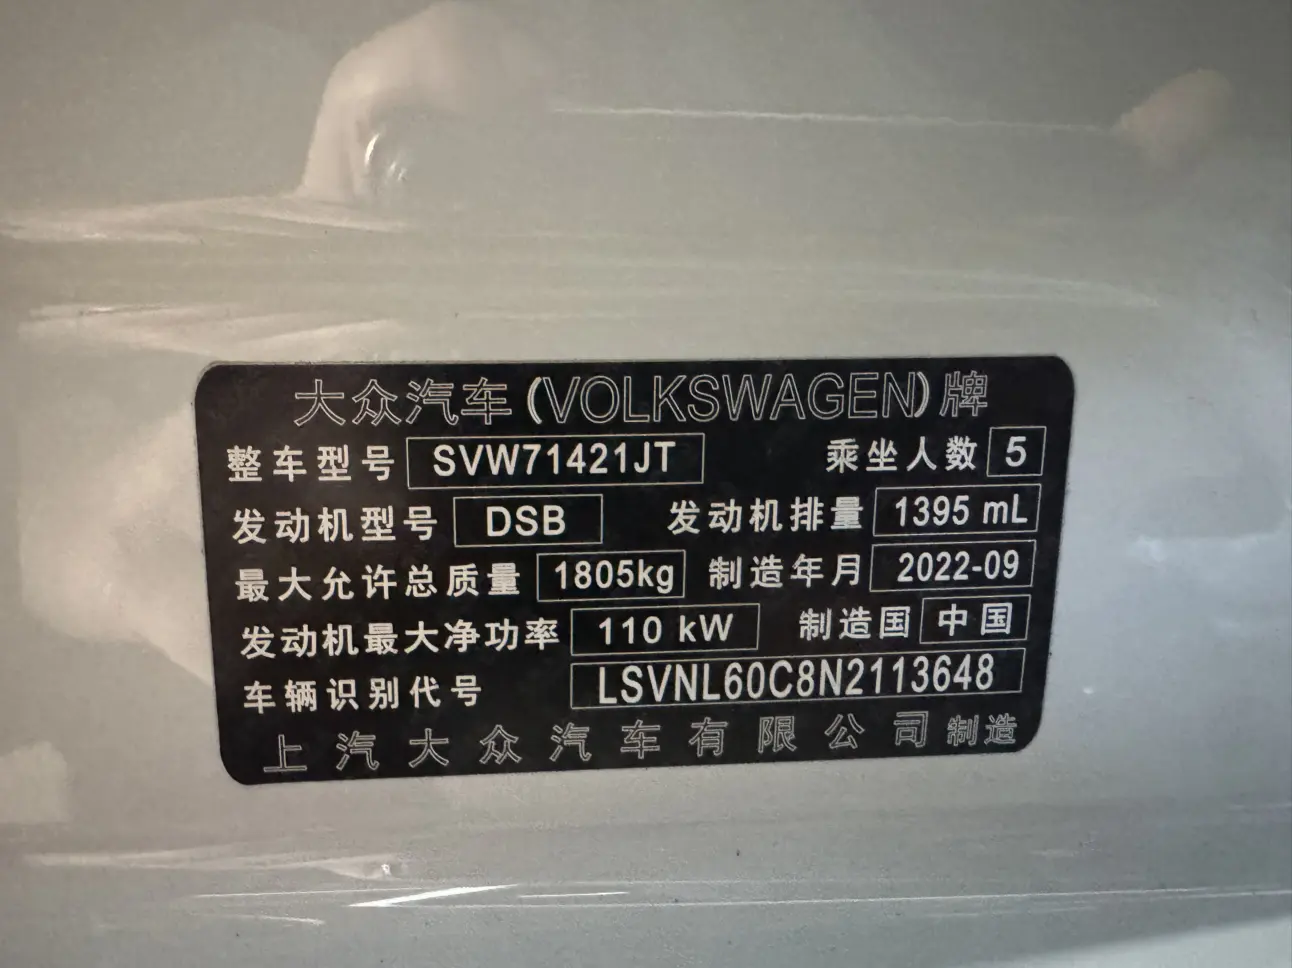 大众汽车(VOLKSWAGEN)牌
整车型号 SVW71421JT 乘坐人数 5
发动机型号 DSB 发动机排量 1395 mL
最大允许总质量 1805kg 制造年月 2022-09
发动机最大净功率 110 kW 制造国 中国
车辆识别代号 LSVNL60C8N2113648
上汽大众汽车有限公司 制造